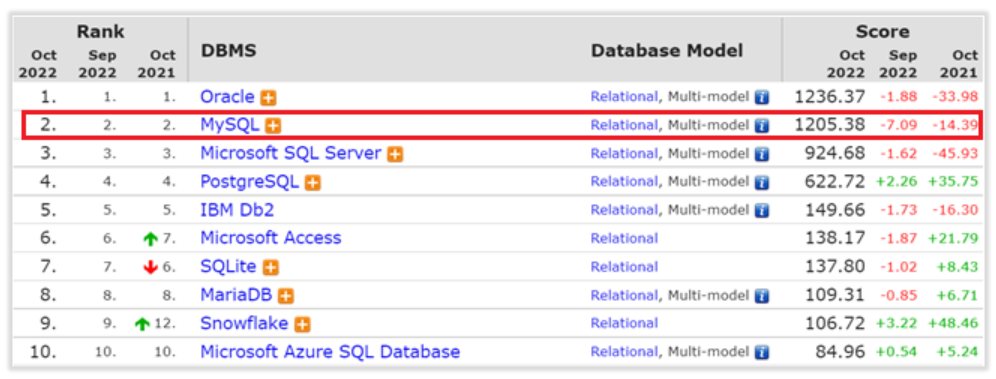 Rank Score
Oct Sep Oct DBMS Database Model Oct Sep Oct
2022 2022 2021 2022 2022 2021
1. 1. 1. Oracle + Relational, Multi-model i 1236.37 -1.88 -33.98
2. 2. 2. MySQL + Relational, Multi-model i 1205.38 -7.09 -14.39
3. 3. 3. Microsoft SQL Server + Relational, Multi-model i 924.68 -1.62 -45.93
4. 4. 4. PostgreSQL + Relational, Multi-model i 622.72 +2.26 +35.75
5. 5. 5. IBM Db2 Relational, Multi-model i 149.66 -1.73 -16.30
6. 6. 7. Microsoft Access Relational 138.17 -1.87 +21.79
7. 7. 6. SQLite + Relational 137.80 -1.02 +8.43
8. 8. 8. MariaDB + Relational, Multi-model i 109.31 -0.85 +6.71
9. 9. 12. Snowflake + Relational 106.72 +3.22 +48.46
10. 10. 10. Microsoft Azure SQL Database Relational, Multi-model i 84.96 +0.54 +5.24